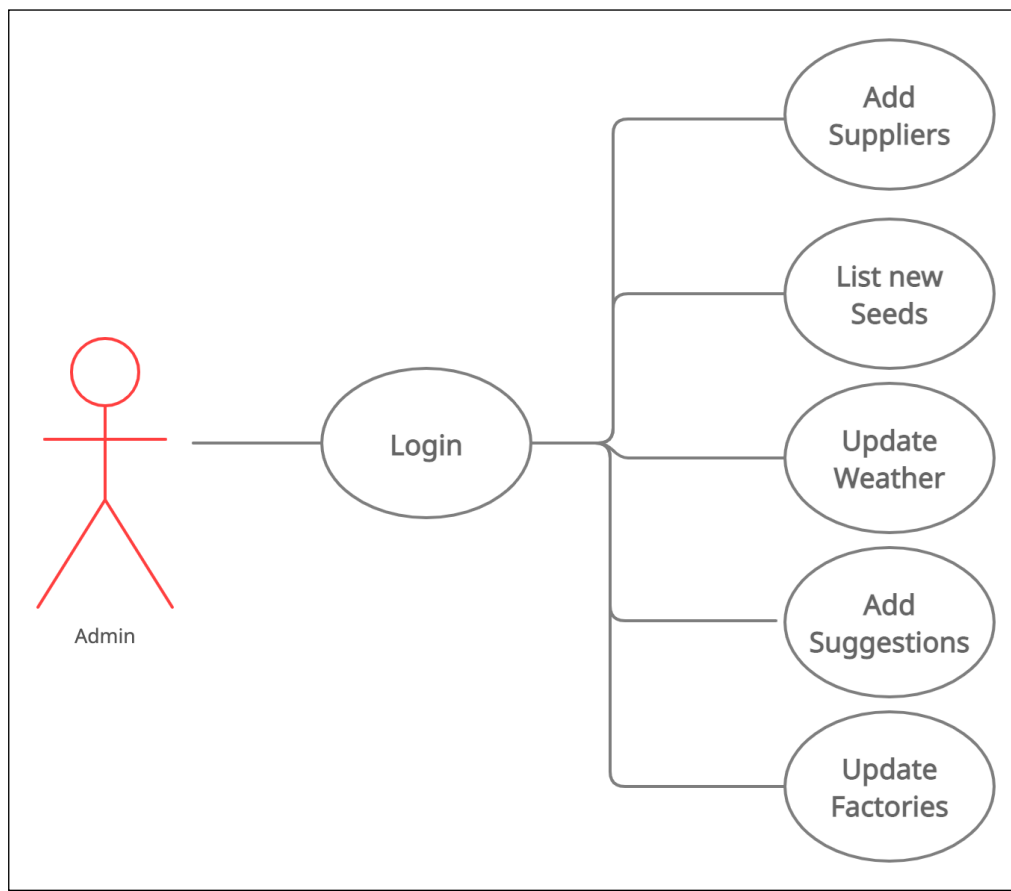 Add
Suppliers
List new
Seeds
Update
Weather
Login
Add
Suggestions
Admin
Update
Factories